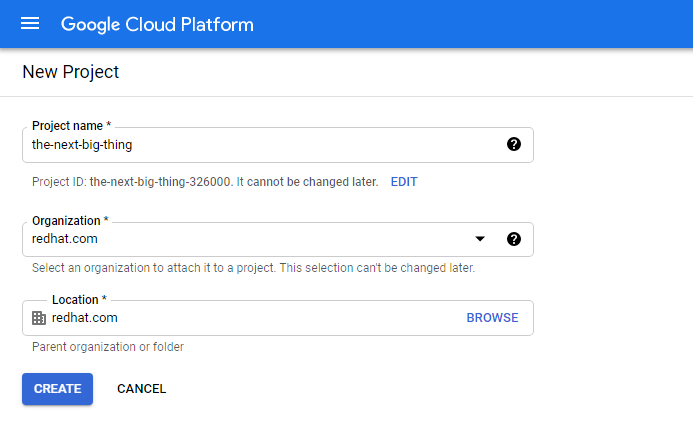 Google Cloud Platform
New Project
Project name *
the-next-big-thing
Project ID: the-next-big-thing-326000. It cannot be changed later. EDIT
Organization *
redhat.com
Select an organization to attach it to a project. This selection can't be changed later.
Location *
redhat.com BROWSE
Parent organization or folder
CREATE CANCEL